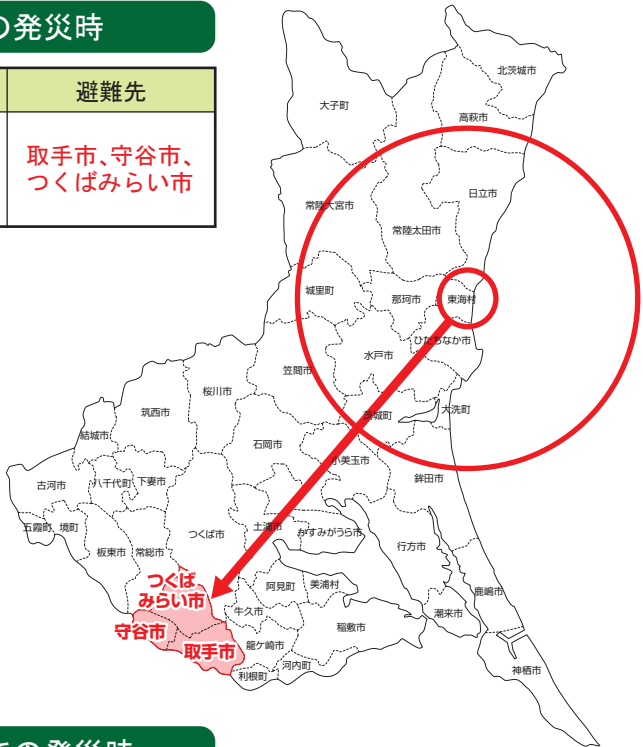 の発災時
避難先
取手市、守谷市、
つくばみらい市
北茨城市
大子町
高萩市
日立市
常陸大宮市
常陸太田市
城里町
那珂市
東海村
ひたちなか市
水戸市
笠間市
桜川市
茨城町
大洗町
筑西市
結城市
石岡市
小美玉市
鉾田市
古河市
八千代町
下妻市
五霞町
境町
つくば市
土浦市
かすみがうら市
坂東市
常総市
行方市
つくば
みらい市
阿見町
美浦村
鹿嶋市
牛久市
潮来市
守谷市
取手市
龍ケ崎市
稲敷市
利根町
河内町
神栖市